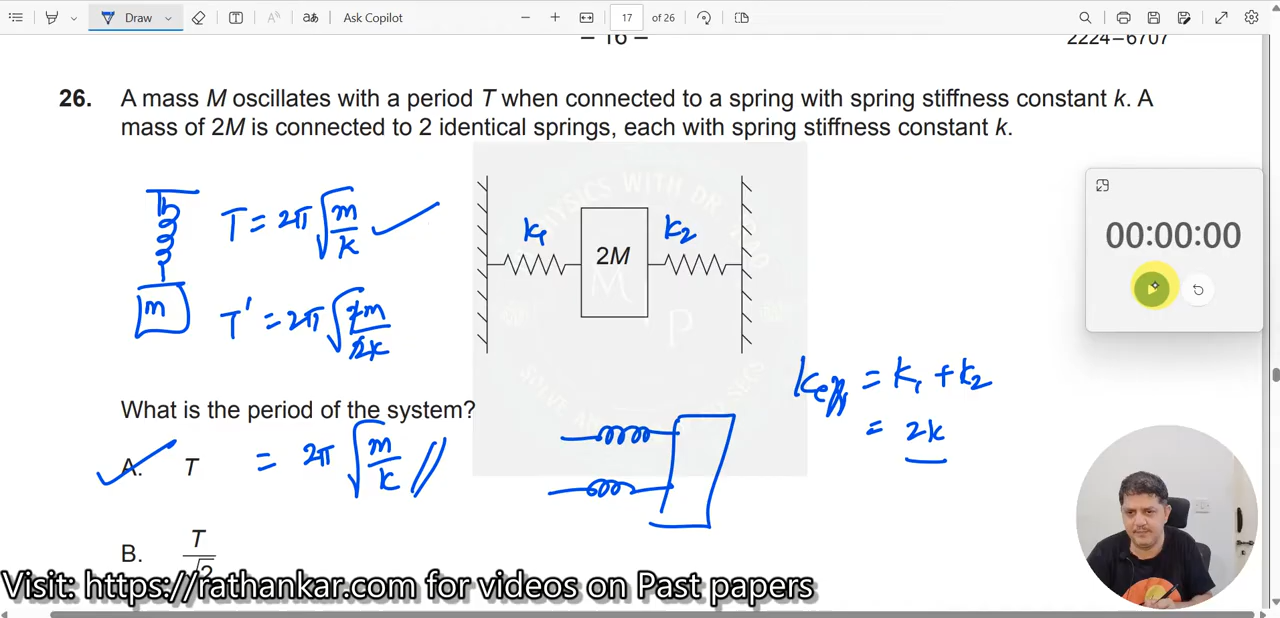 Draw
Ask Copilot
17 of 26
– 16 –
2224–6707
26. A mass M oscillates with a period T when connected to a spring with spring stiffness constant k. A
mass of 2M is connected to 2 identical springs, each with spring stiffness constant k.
00:00:00
T = 2π √m/k
k₁
k₂
2M
m
T' = 2π √2m/2k
PHYSICS WITH DR
keff = k₁ + k₂
= 2k
What is the period of the system?
A. T
= 2π √m/k //
B. T/√2
Visit: https://rathankar.com for videos on Past papers